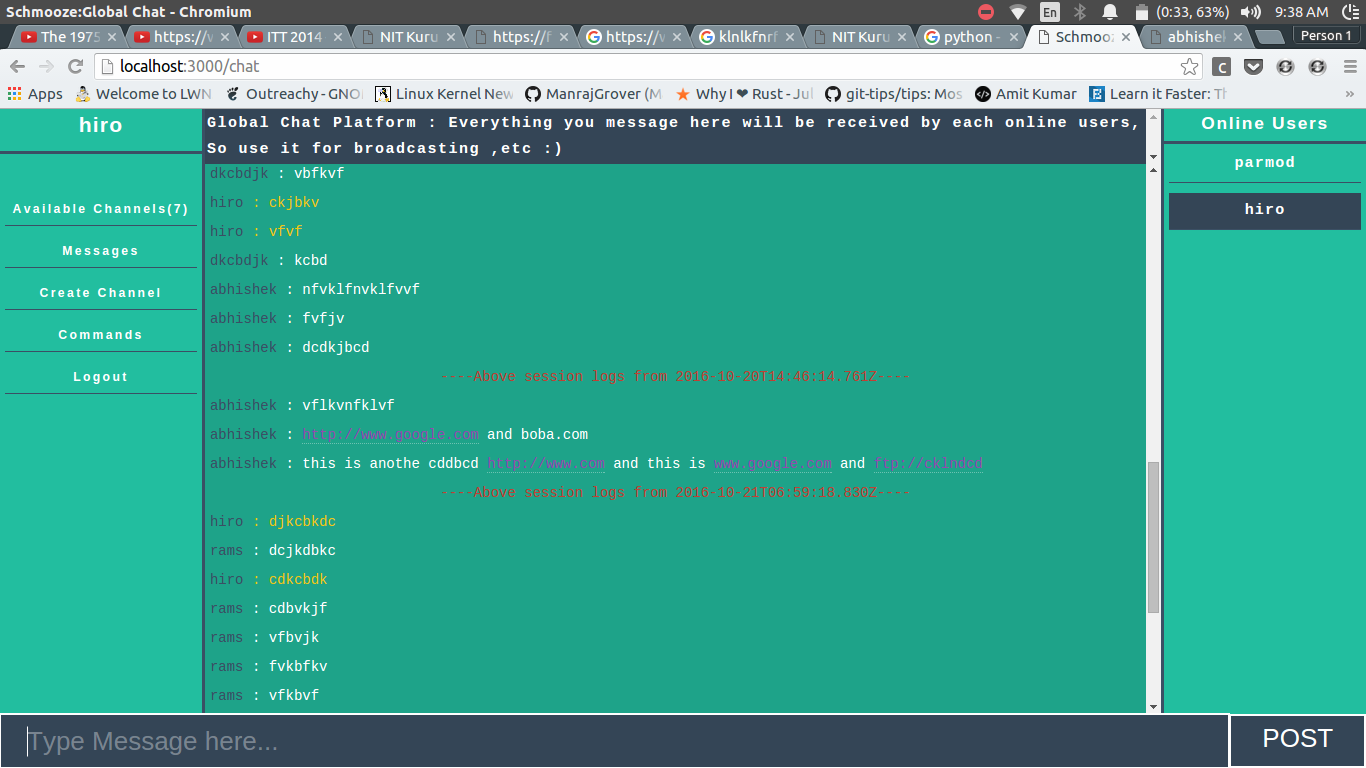 Schmooze:Global Chat - Chromium
En
(0:33, 63%)
9:38 AM
The 1975
https://v
ITT 2014
NIT Kuru
https://f
https://v
klnlkfnrf
NIT Kuru
python -
Schmooz
abhishek
Person 1
localhost:3000/chat
C
Apps
Welcome to LWN
Outreachy - GNO
Linux Kernel New
ManrajGrover (M
Why I ❤ Rust - Jul
git-tips/tips: Mos
Amit Kumar
Learn it Faster: Th
»
hiro
Available Channels(7)
Messages
Create Channel
Commands
Logout
Global Chat Platform : Everything you message here will be received by each online users,
So use it for broadcasting ,etc :)
dkcbdjk : vbfkvf
hiro : ckjbkv
hiro : vfvf
dkcbdjk : kcbd
abhishek : nfvklfnvklfvvf
abhishek : fvfjv
abhishek : dcdkjbcd
----Above session logs from 2016-10-20T14:46:14.761Z----
abhishek : vflkvnfklvf
abhishek : http://www.google.com and boba.com
abhishek : this is anothe cddbcd http://www.com and this is www.google.com and ftp://cklndcd
----Above session logs from 2016-10-21T06:59:18.830Z----
hiro : djkcbkdc
rams : dcjkdbkc
hiro : cdkcbdk
rams : cdbvkjf
rams : vfbvjk
rams : fvkbfkv
rams : vfkbvf
Online Users
parmod
hiro
Type Message here...
POST